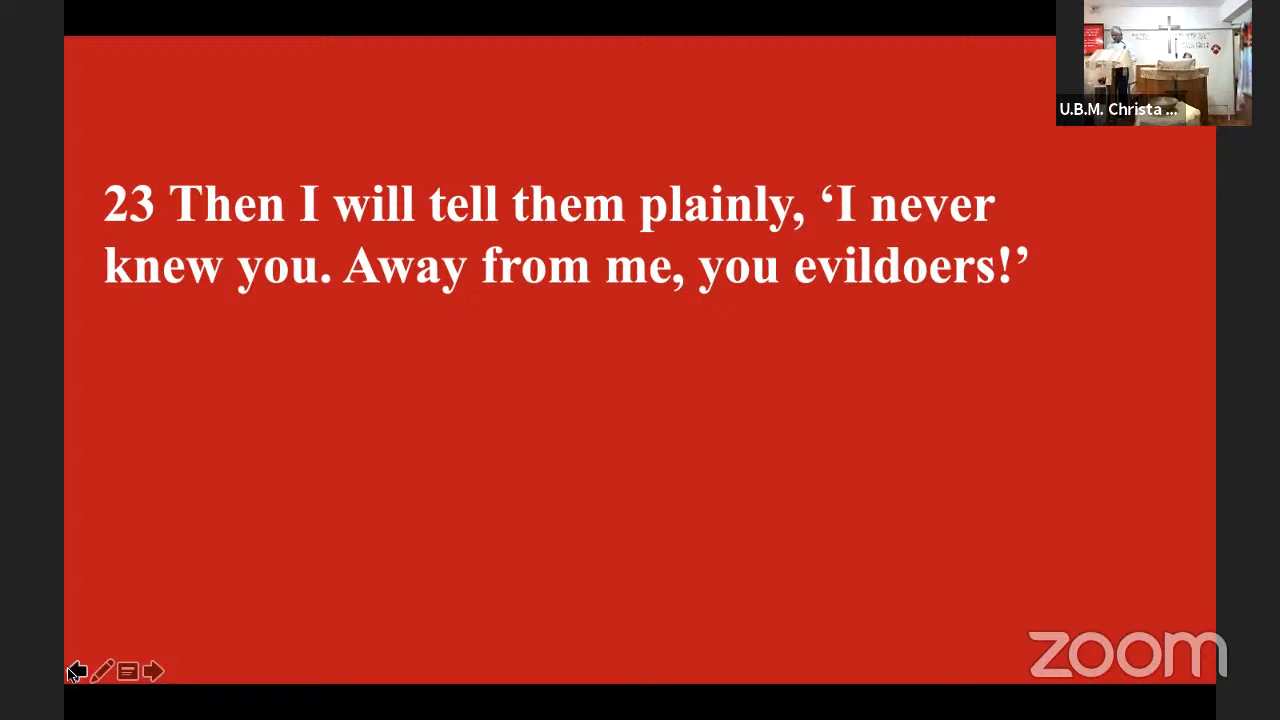 23 Then I will tell them plainly, ‘I never
knew you. Away from me, you evildoers!’
U.B.M. Christa ...
zoom